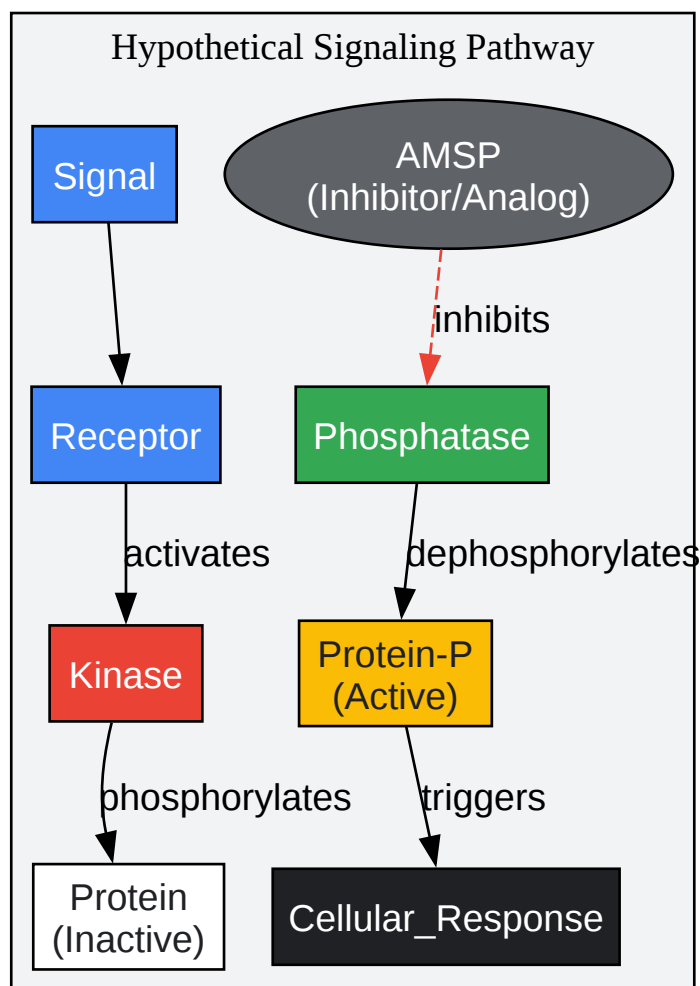 Hypothetical Signaling Pathway
Signal
AMSP
(Inhibitor/Analog)
inhibits
Receptor
Phosphatase
activates
dephosphorylates
Kinase
Protein-P
(Active)
phosphorylates
triggers
Protein
(Inactive)
Cellular_Response